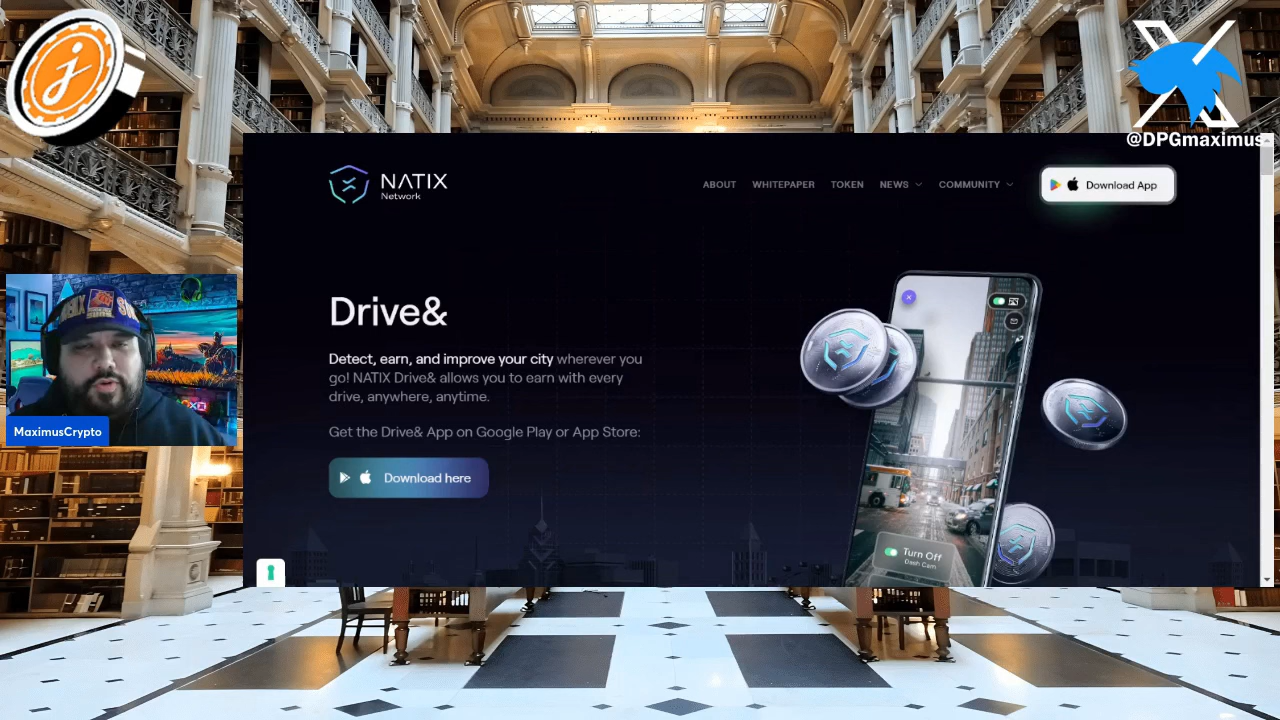 j
@DPGmaximus
NATIX
Network
ABOUT
WHITEPAPER
TOKEN
NEWS
COMMUNITY
Download App
Drive&
Detect, earn, and improve your city wherever you
go! NATIX Drive& allows you to earn with every
drive, anywhere, anytime.
Get the Drive& App on Google Play or App Store:
Download here
Turn Off
Dash Cam
MaximusCrypto